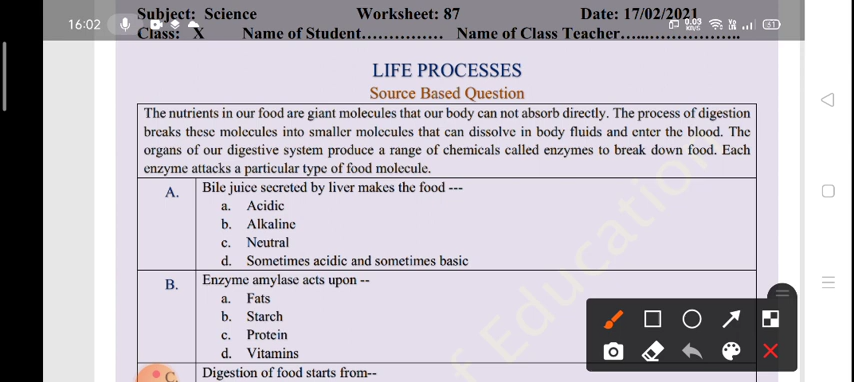 16:02
0.03
KB/s
61
Subject: Science Worksheet: 87 Date: 17/02/2021
Class: X Name of Student…………… Name of Class Teacher…...……………..
LIFE PROCESSES
Source Based Question
The nutrients in our food are giant molecules that our body can not absorb directly. The process of digestion
breaks these molecules into smaller molecules that can dissolve in body fluids and enter the blood. The
organs of our digestive system produce a range of chemicals called enzymes to break down food. Each
enzyme attacks a particular type of food molecule.
A. Bile juice secreted by liver makes the food ---
a. Acidic
b. Alkaline
c. Neutral
d. Sometimes acidic and sometimes basic
B. Enzyme amylase acts upon --
a. Fats
b. Starch
c. Protein
d. Vitamins
C. Digestion of food starts from--
f Education